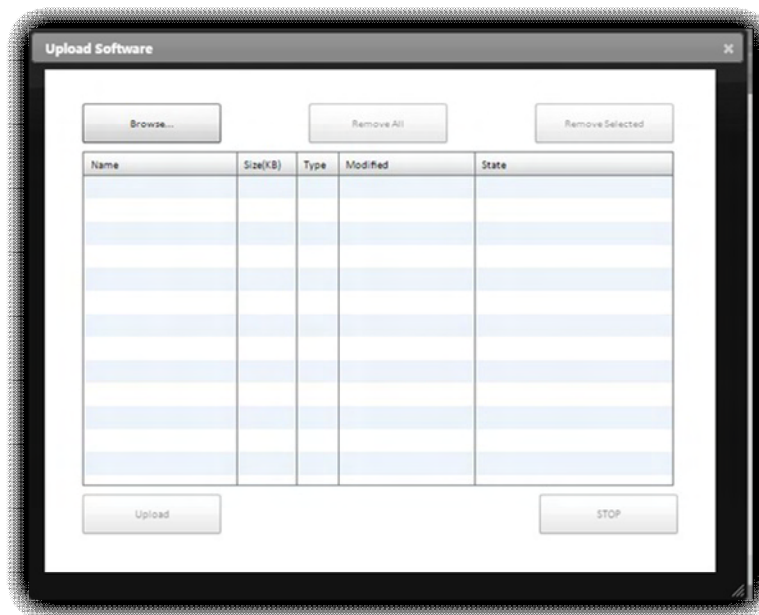 Upload Software
Browse... Remove All Remove Selected
Name Size(KB) Type Modified State
Upload STOP